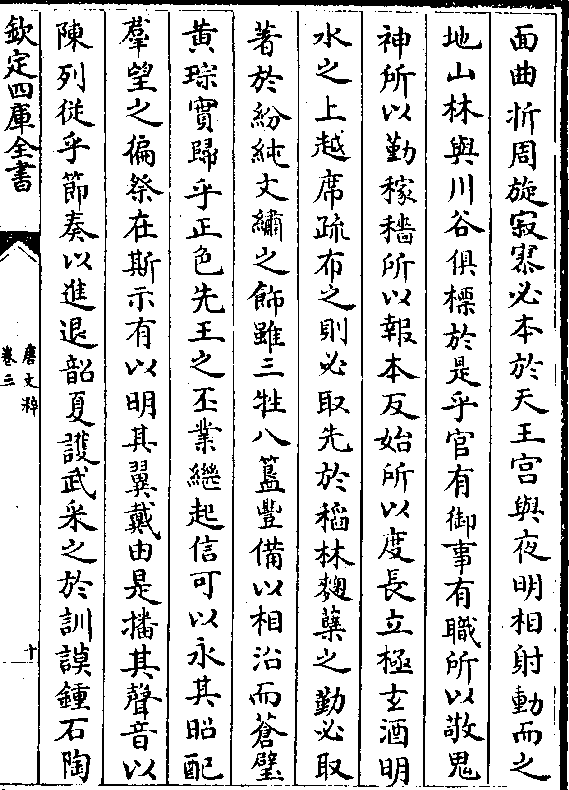 面曲折周旋寂寥必本於天王宫與夜明相射動而之
地山林與川谷俱標於是乎官有御事有職所以敬鬼
神所以勤稼穡所以報本反始所以度長立極玄酒明
水之上越席疏布之則必取先於稻林麴蘖之勤必取
著於紛純文繡之飾雖三牲八簋豐備以相沿而蒼璧
黄琮實歸乎正色先王之丕業繼起信可以永其昭配
羣望之徧祭在斯示有以明其翼戴由是播其聲音以
陳列徒乎節奏以進退韶夏護武采之於訓謨鍾石陶
欽定四庫全書
唐文粹
卷三
十